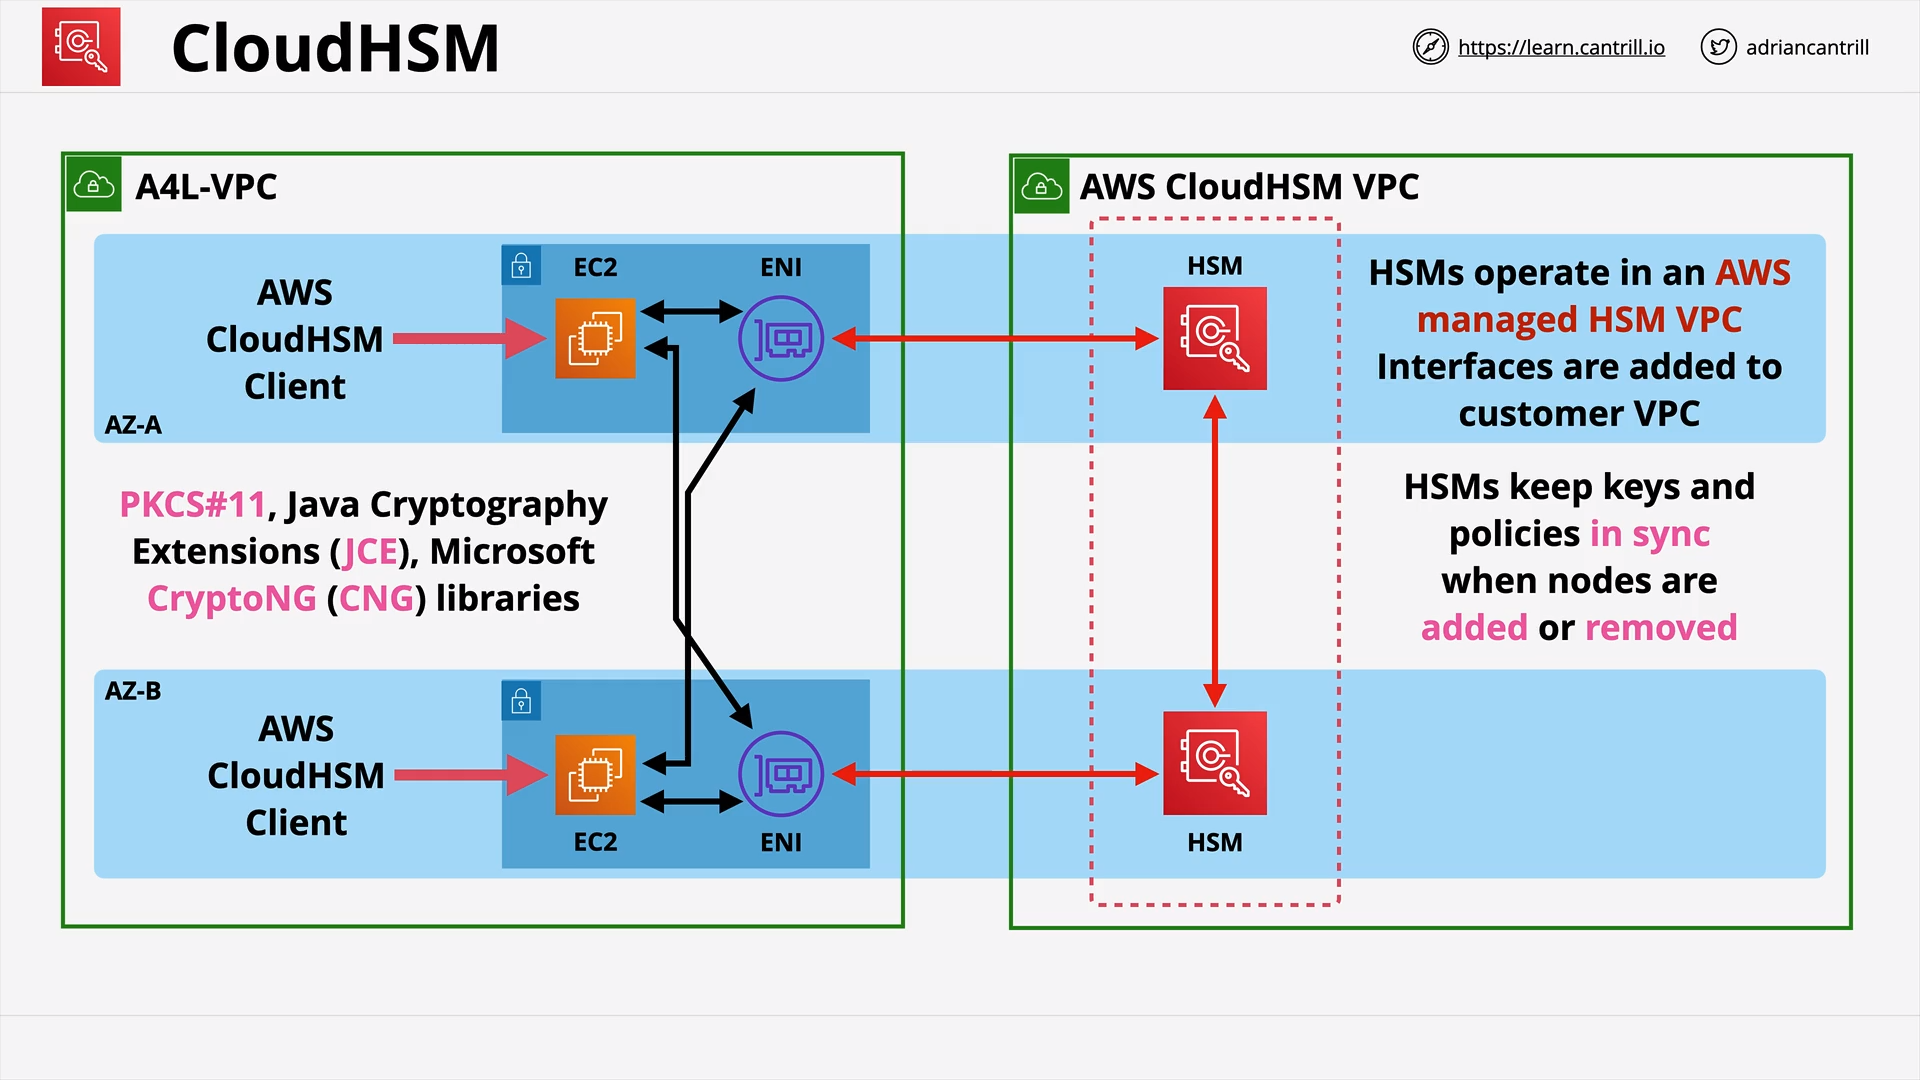 CloudHSM
https://learn.cantrill.io
adriancantrill
A4L-VPC
AWS CloudHSM VPC
AWS
CloudHSM
Client
AZ-A
EC2
ENI
HSM
HSMs operate in an AWS
managed HSM VPC
Interfaces are added to
customer VPC
PKCS#11, Java Cryptography
Extensions (JCE), Microsoft
CryptoNG (CNG) libraries
HSMs keep keys and
policies in sync
when nodes are
added or removed
AZ-B
AWS
CloudHSM
Client
EC2
ENI
HSM